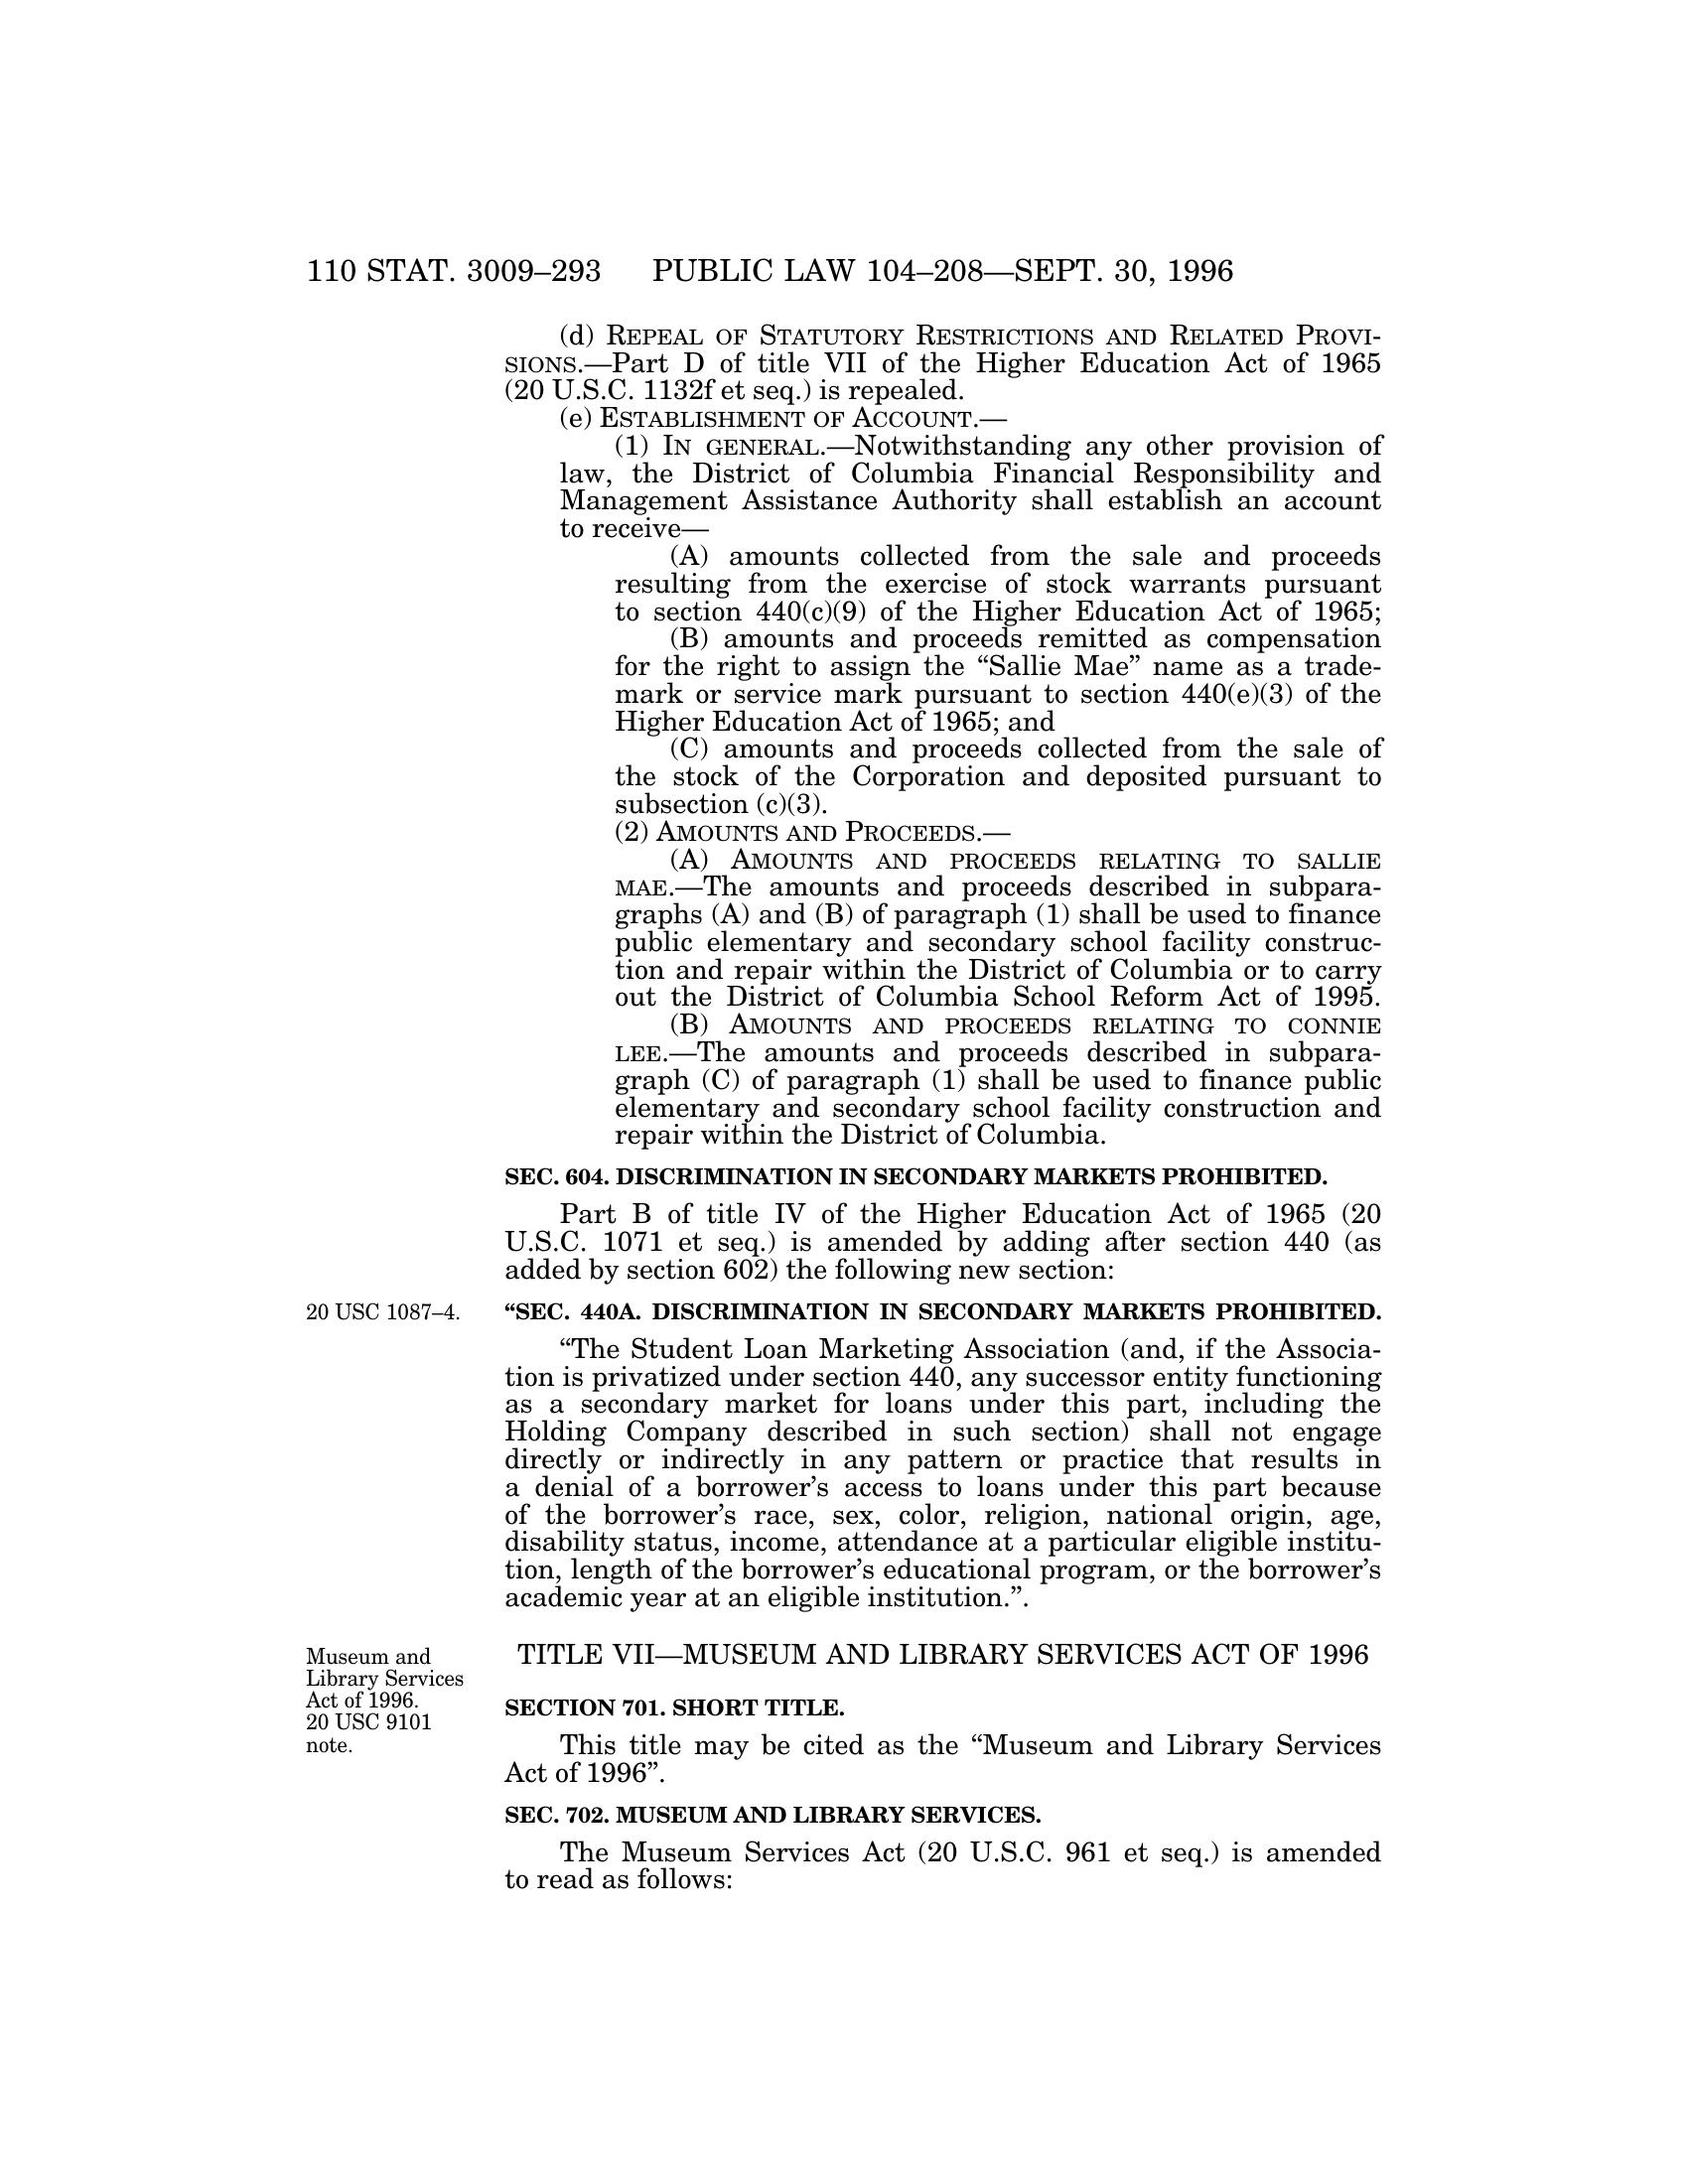 110 STAT. 3009–293 PUBLIC LAW 104–208—SEPT. 30, 1996
(d) REPEAL OF STATUTORY RESTRICTIONS AND RELATED PROVI-
SIONS.—Part D of title VII of the Higher Education Act of 1965
(20 U.S.C. 1132f et seq.) is repealed.
(e) ESTABLISHMENT OF ACCOUNT.—
(1) IN GENERAL.—Notwithstanding any other provision of
law, the District of Columbia Financial Responsibility and
Management Assistance Authority shall establish an account
to receive—
(A) amounts collected from the sale and proceeds
resulting from the exercise of stock warrants pursuant
to section 440(c)(9) of the Higher Education Act of 1965;
(B) amounts and proceeds remitted as compensation
for the right to assign the “Sallie Mae” name as a trade-
mark or service mark pursuant to section 440(e)(3) of the
Higher Education Act of 1965; and
(C) amounts and proceeds collected from the sale of
the stock of the Corporation and deposited pursuant to
subsection (c)(3).
(2) AMOUNTS AND PROCEEDS.—
(A) AMOUNTS AND PROCEEDS RELATING TO SALLIE
MAE.—The amounts and proceeds described in subpara-
graphs (A) and (B) of paragraph (1) shall be used to finance
public elementary and secondary school facility construc-
tion and repair within the District of Columbia or to carry
out the District of Columbia School Reform Act of 1995.
(B) AMOUNTS AND PROCEEDS RELATING TO CONNIE
LEE.—The amounts and proceeds described in subpara-
graph (C) of paragraph (1) shall be used to finance public
elementary and secondary school facility construction and
repair within the District of Columbia.
SEC. 604. DISCRIMINATION IN SECONDARY MARKETS PROHIBITED.
Part B of title IV of the Higher Education Act of 1965 (20
U.S.C. 1071 et seq.) is amended by adding after section 440 (as
added by section 602) the following new section:
20 USC 1087–4.
“SEC. 440A. DISCRIMINATION IN SECONDARY MARKETS PROHIBITED.
“The Student Loan Marketing Association (and, if the Associa-
tion is privatized under section 440, any successor entity functioning
as a secondary market for loans under this part, including the
Holding Company described in such section) shall not engage
directly or indirectly in any pattern or practice that results in
a denial of a borrower’s access to loans under this part because
of the borrower’s race, sex, color, religion, national origin, age,
disability status, income, attendance at a particular eligible institu-
tion, length of the borrower’s educational program, or the borrower’s
academic year at an eligible institution.”.
Museum and
Library Services
Act of 1996.
20 USC 9101
note.
TITLE VII—MUSEUM AND LIBRARY SERVICES ACT OF 1996
SECTION 701. SHORT TITLE.
This title may be cited as the “Museum and Library Services
Act of 1996”.
SEC. 702. MUSEUM AND LIBRARY SERVICES.
The Museum Services Act (20 U.S.C. 961 et seq.) is amended
to read as follows: